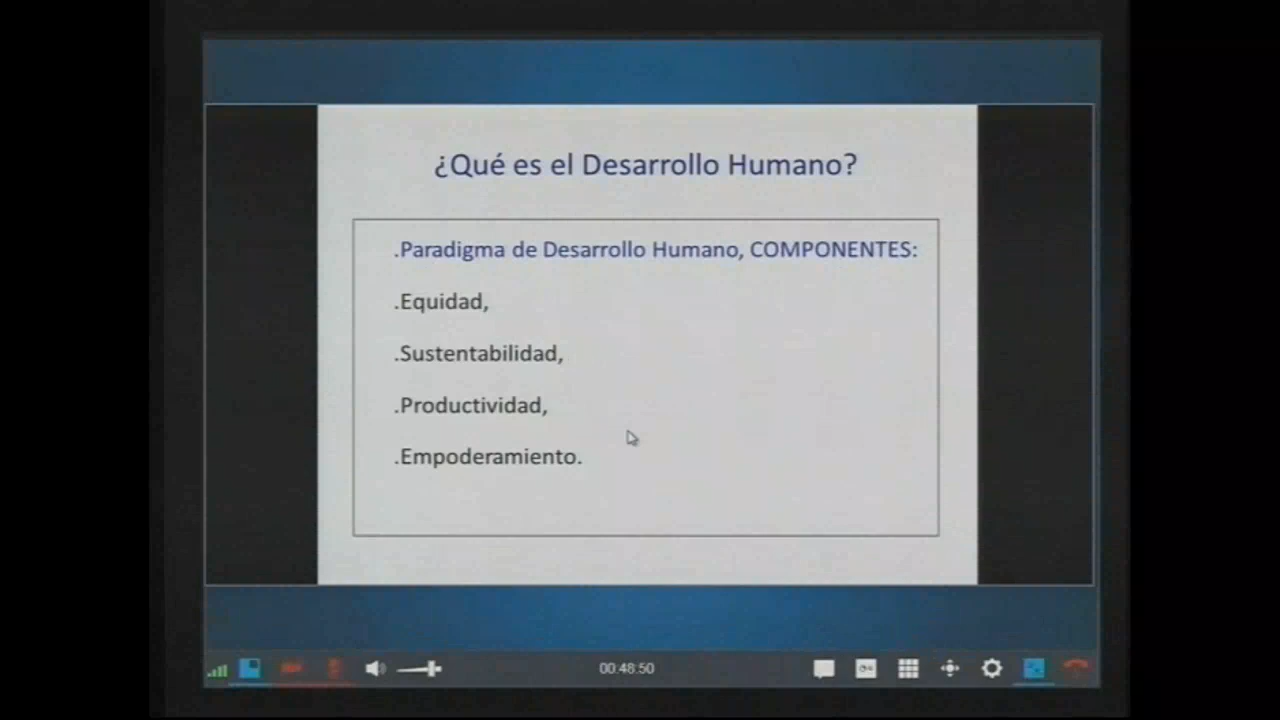 ¿Qué es el Desarrollo Humano?
.Paradigma de Desarrollo Humano, COMPONENTES:
.Equidad,
.Sustentabilidad,
.Productividad,
.Empoderamiento.
00:48:50